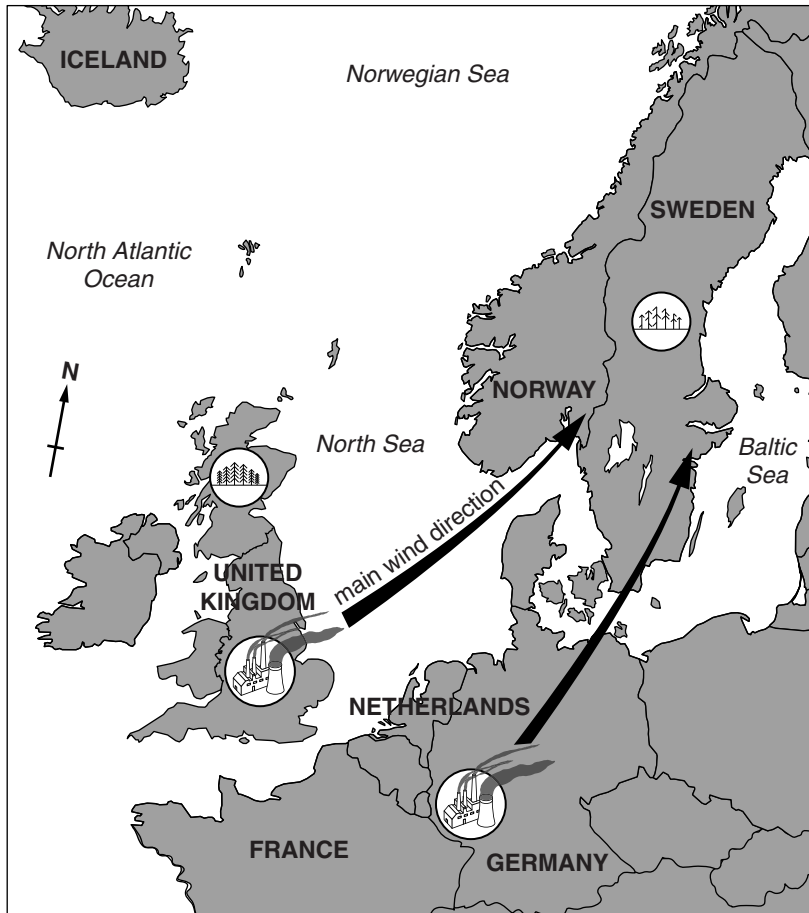 ICELAND
Norwegian Sea
SWEDEN
North Atlantic
Ocean
N
NORWAY
North Sea
Baltic
Sea
main wind direction
UNITED
KINGDOM
NETHERLANDS
FRANCE
GERMANY